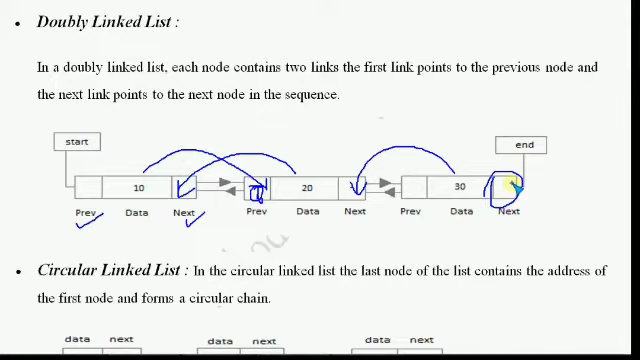 Doubly Linked List :
In a doubly linked list, each node contains two links the first link points to the previous node and
the next link points to the next node in the sequence.
start
end
10
20
30
Prev Data Next Prev Data Next Prev Data Next
Circular Linked List : In the circular linked list the last node of the list contains the address of
the first node and forms a circular chain.
data next data next data next